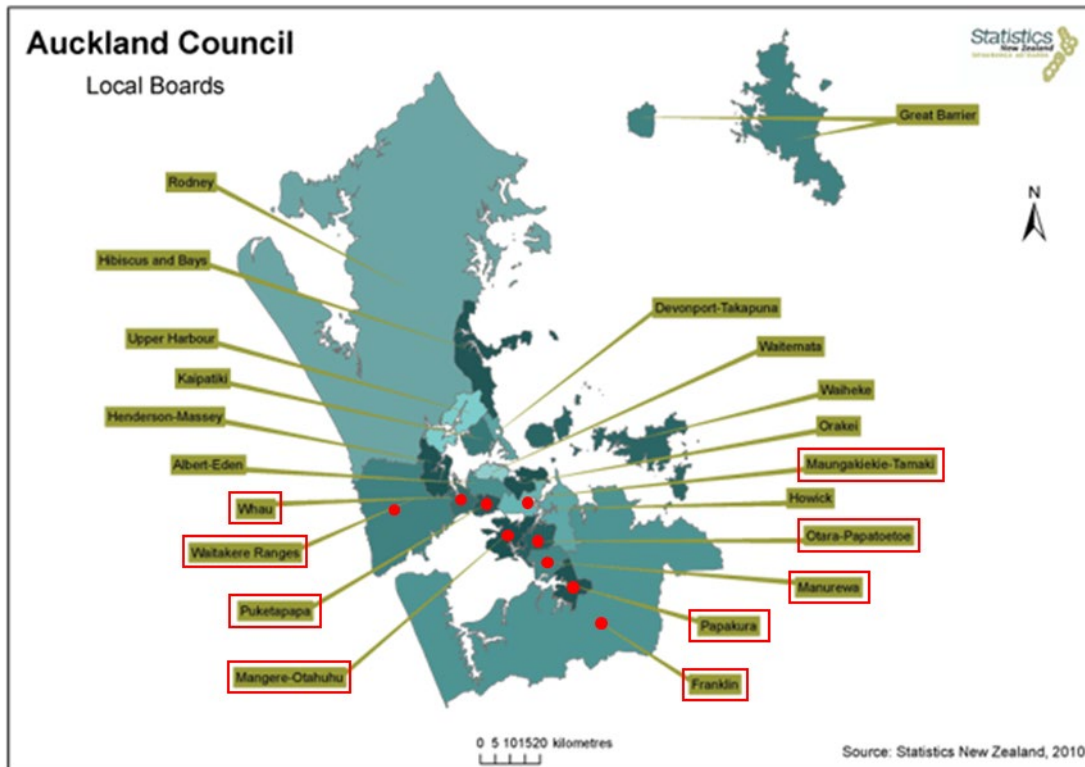 Auckland Council
Local Boards
Statistics
New Zealand
Great Barrier
N
Rodney
Hibiscus and Bays
Devonport-Takapuna
Upper Harbour
Waitemata
Kaipatiki
Waiheke
Henderson-Massey
Orakei
Albert-Eden
Maungakiekie-Tamaki
Whau
Howick
Waitakere Ranges
Otara-Papatoetoe
Manurewa
Puketapapa
Papakura
Mangere-Otahuhu
Franklin
0 5 101520 kilometres
Source: Statistics New Zealand, 2010